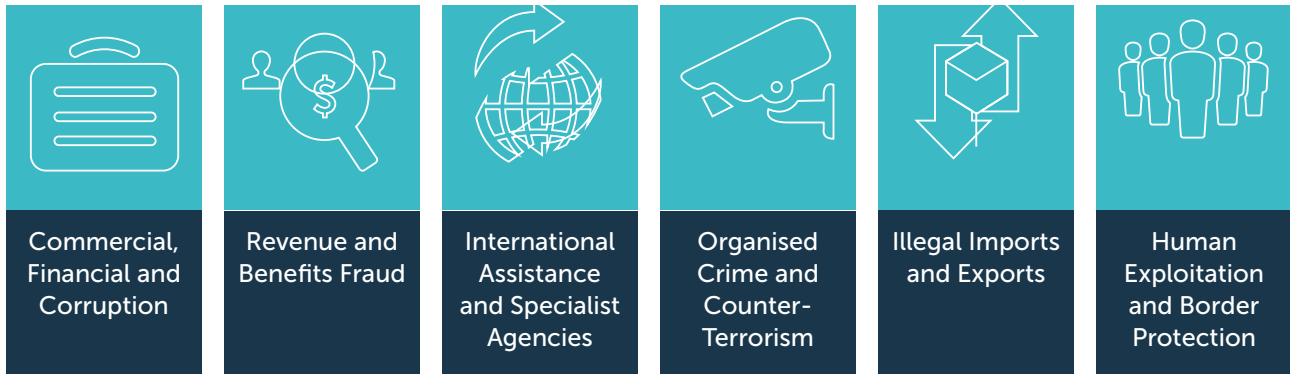 $
Commercial,
Financial and
Corruption
Revenue and
Benefits Fraud
International
Assistance
and Specialist
Agencies
Organised
Crime and
Counter-
Terrorism
Illegal Imports
and Exports
Human
Exploitation
and Border
Protection